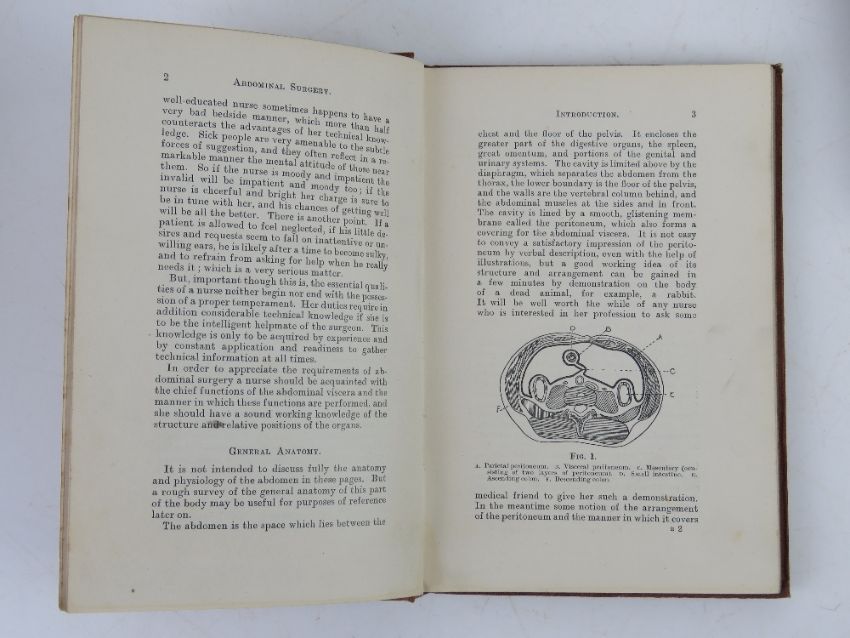 2
ABDOMINAL SURGERY.
well-educated nurse sometimes happens to have a
very bad bedside manner, which more than half
counteracts the advantages of her technical know-
ledge. Sick people are very amenable to the subtle
forces of suggestion, and they often reflect in a re-
markable manner the mental attitude of those near
them. So if the nurse is moody and impatient the
invalid will be impatient and moody too; if the
nurse is cheerful and bright her charge is sure to
be in tune with her, and his chances of getting well
will be all the better. There is another point. If a
patient is allowed to feel neglected, if his little de-
sires and requests seem to fall on inattentive or un-
willing ears, he is likely after a time to become sulky,
and to refrain from asking for help when he really
needs it; which is a very serious matter.
But, important though this is, the essential quali-
ties of a nurse neither begin nor end with the posses-
sion of a proper temperament. Her duties require in
addition considerable technical knowledge if she is
to be the intelligent helpmate of the surgeon. This
knowledge is only to be acquired by experience and
by constant application and readiness to gather
technical information at all times.
In order to appreciate the requirements of ab-
dominal surgery a nurse should be acquainted with
the chief functions of the abdominal viscera and the
manner in which these functions are performed, and
she should have a sound working knowledge of the
structure and relative positions of the organs.
GENERAL ANATOMY.
It is not intended to discuss fully the anatomy
and physiology of the abdomen in these pages. But
a rough survey of the general anatomy of this part
of the body may be useful for purposes of reference
later on.
The abdomen is the space which lies between the
INTRODUCTION.
3
chest and the floor of the pelvis. It encloses the
greater part of the digestive organs, the spleen,
great omentum, and portions of the genital and
urinary systems. The cavity is limited above by the
diaphragm, which separates the abdomen from the
thorax, the lower boundary is the floor of the pelvis,
and the walls are the vertebral column behind, and
the abdominal muscles at the sides and in front.
The cavity is lined by a smooth, glistening mem-
brane called the peritoneum, which also forms a
covering for the abdominal viscera. It is not easy
to convey a satisfactory impression of the perito-
neum by verbal description, even with the help of
illustrations, but a good working idea of its
structure and arrangement can be gained in
a few minutes by demonstration on the body
of a dead animal, for example, a rabbit.
It will be well worth the while of any nurse
who is interested in her profession to ask some
D
B
A
C
E
F
FIG. 1.
A. Parietal peritoneum. B. Visceral peritoneum. C. Mesentery (con-
sisting of two layers of peritoneum). D. Small intestine. E.
Ascending colon. F. Descending colon.
medical friend to give her such a demonstration.
In the meantime some notion of the arrangement
of the peritoneum and the manner in which it covers
a 2